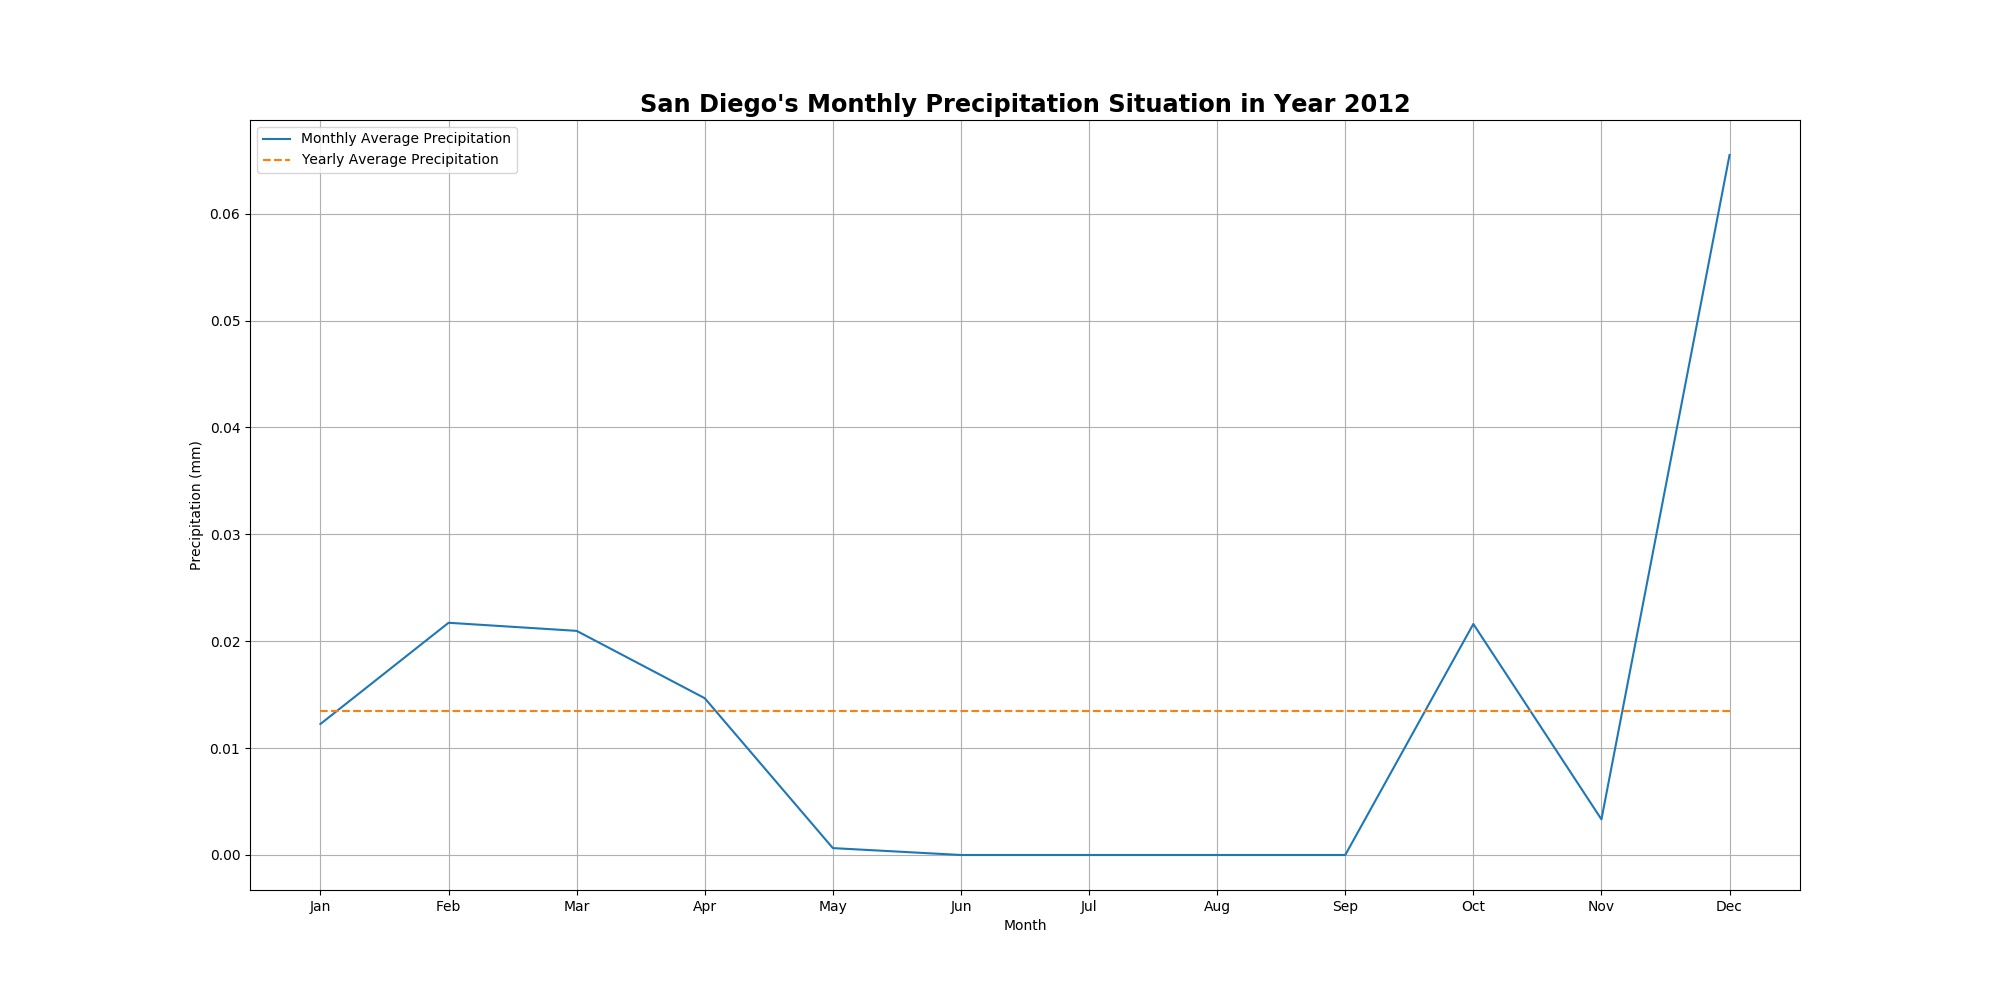 San Diego's Monthly Precipitation Situation in Year 2012
Monthly Average Precipitation
Yearly Average Precipitation
Precipitation (mm)
0.06
0.05
0.04
0.03
0.02
0.01
0.00
Jan Feb Mar Apr May Jun Jul Aug Sep Oct Nov Dec
Month